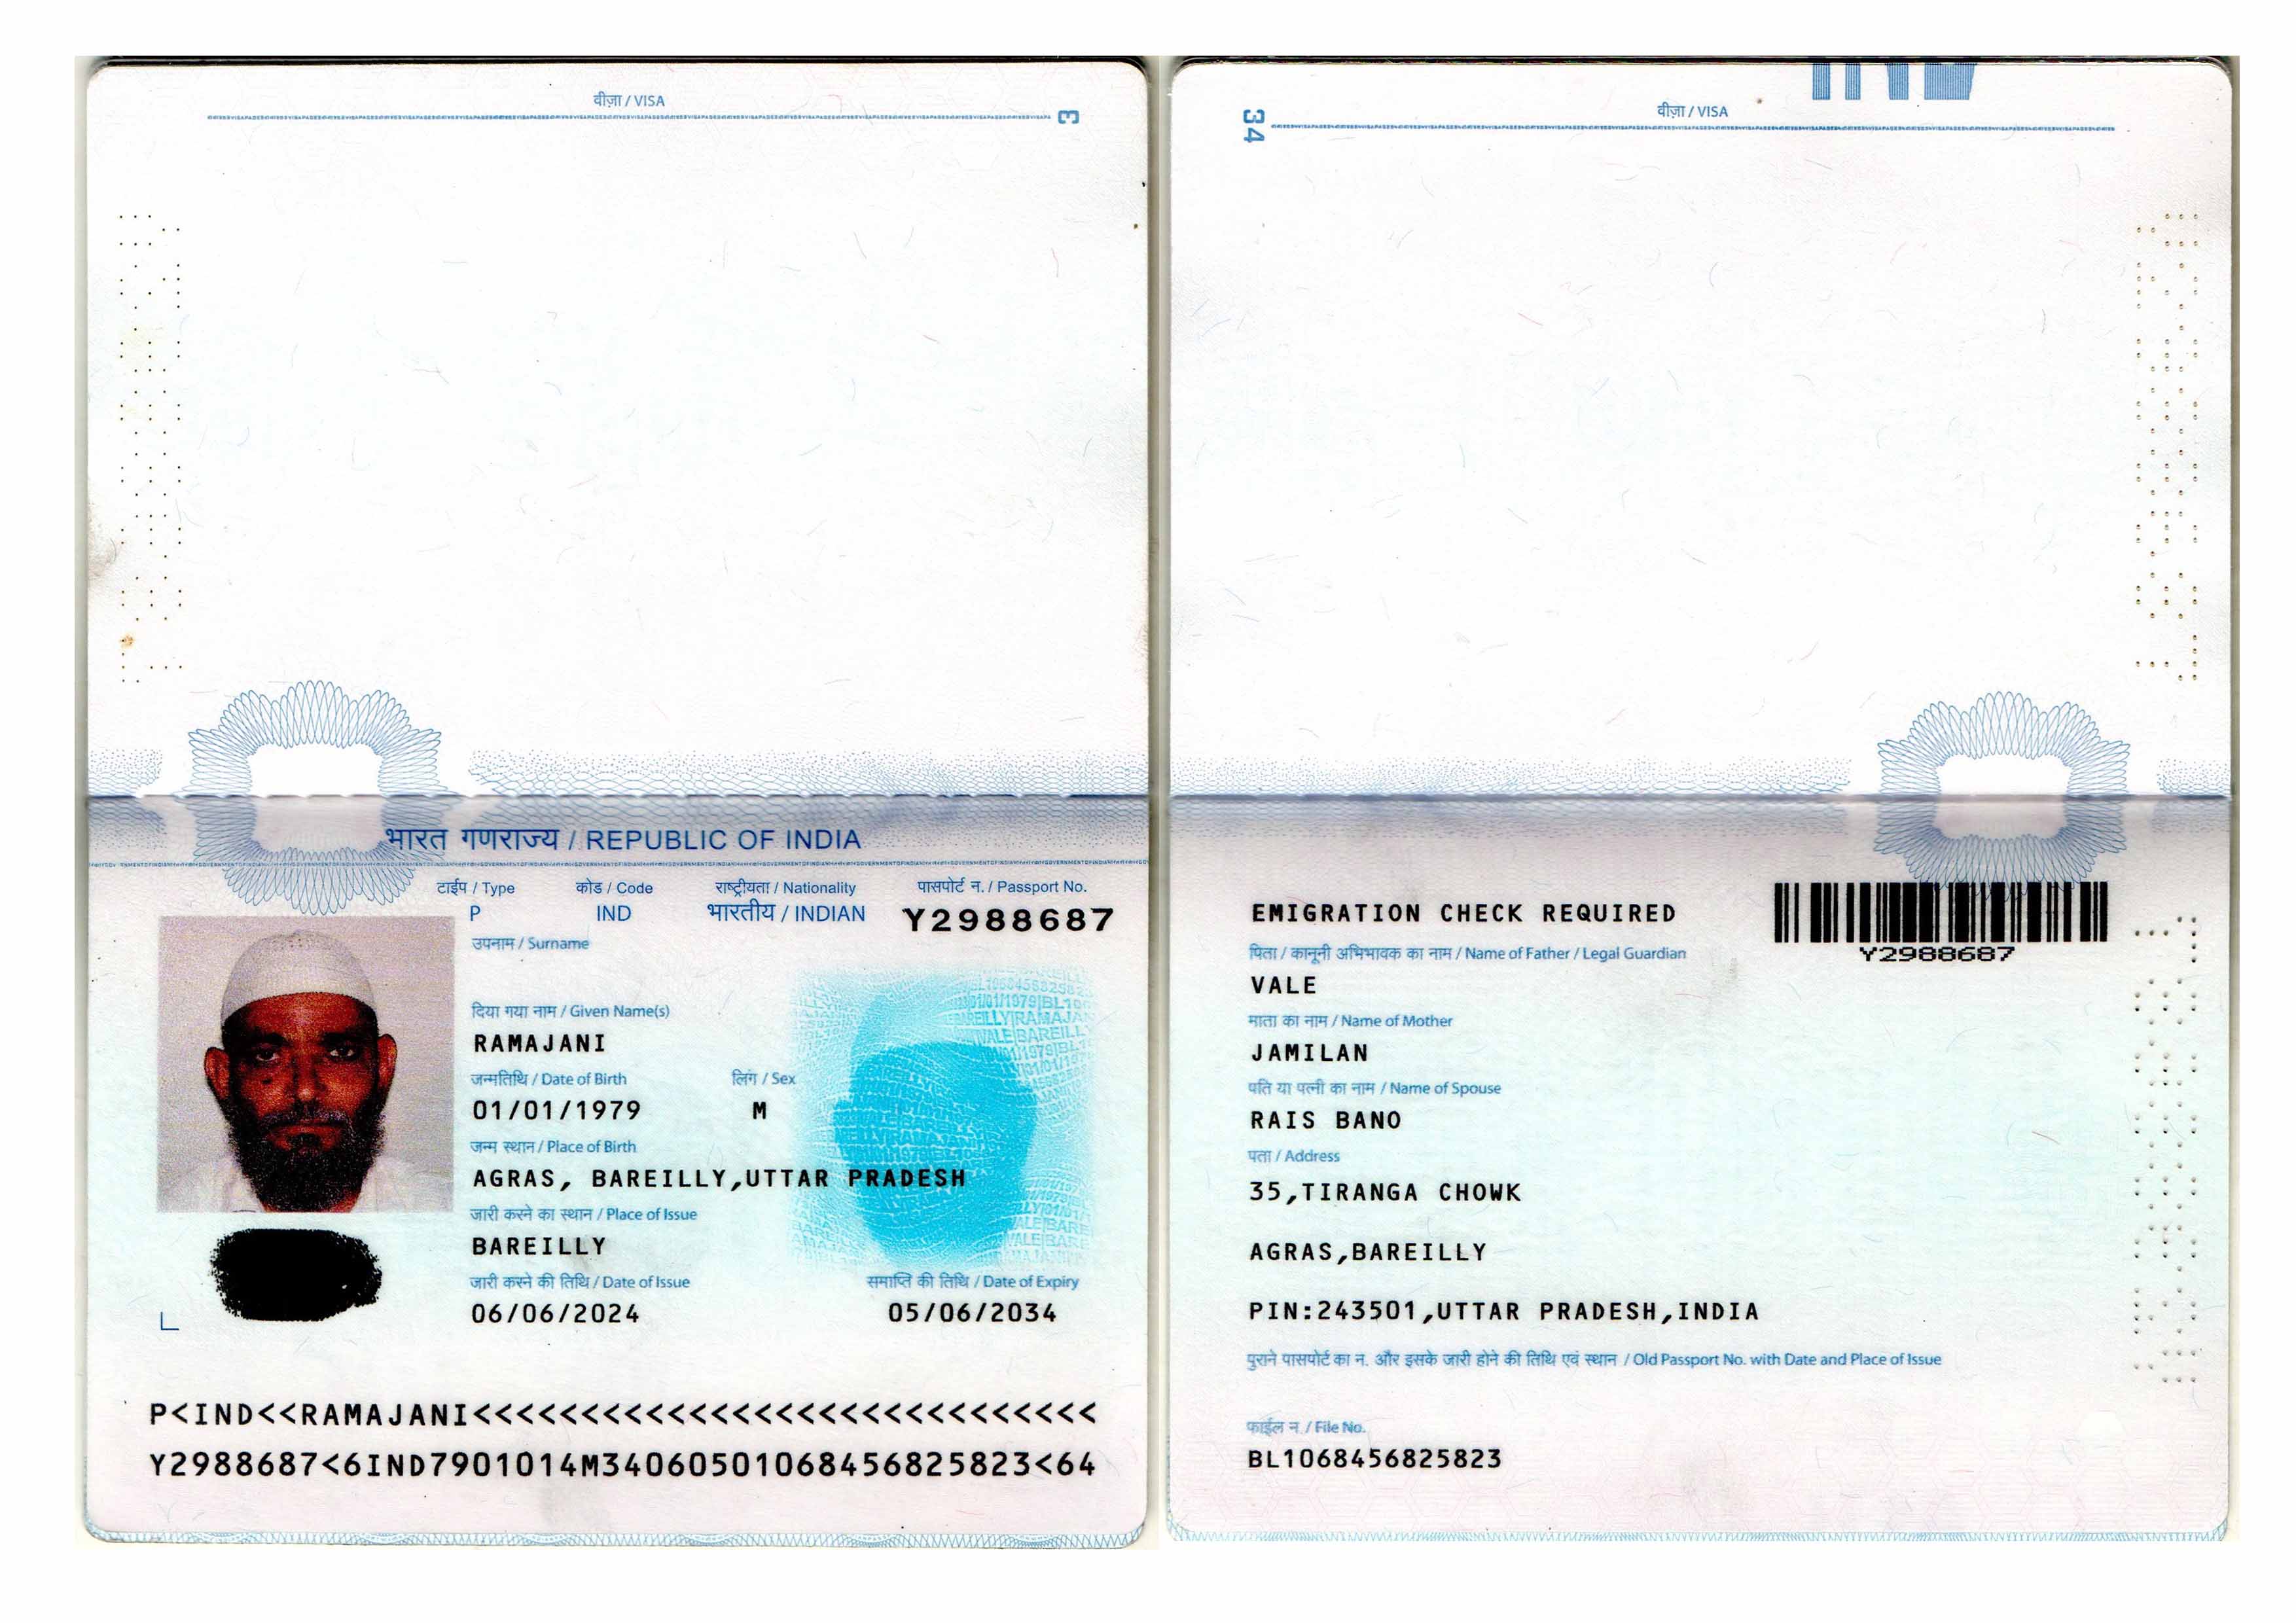 वीज़ा / VISA
3
भारत गणराज्य / REPUBLIC OF INDIA
टाईप / Type कोड / Code राष्ट्रीयता / Nationality पासपोर्ट न. / Passport No.
P IND भारतीय / INDIAN Y2988687
उपनाम / Surname
दिया गया नाम / Given Name(s)
RAMAJANI
जन्मतिथि / Date of Birth लिंग / Sex
01/01/1979 M
जन्म स्थान / Place of Birth
AGRAS, BAREILLY,UTTAR PRADESH
जारी करने का स्थान / Place of Issue
BAREILLY
जारी करने की तिथि / Date of Issue समाप्ति की तिथि / Date of Expiry
06/06/2024 05/06/2034
P<IND<<RAMAJANI<<<<<<<<<<<<<<<<<<<<<<<<<<<<<
Y2988687<6IND7901014M34060501068456825823<64
वीज़ा / VISA
34
EMIGRATION CHECK REQUIRED
Y2988687
पिता / कानूनी अभिभावक का नाम / Name of Father / Legal Guardian
VALE
माता का नाम / Name of Mother
JAMILAN
पति या पत्नी का नाम / Name of Spouse
RAIS BANO
पता / Address
35,TIRANGA CHOWK
AGRAS,BAREILLY
PIN:243501,UTTAR PRADESH,INDIA
पुराने पासपोर्ट का न. और इसके जारी होने की तिथि एवं स्थान / Old Passport No. with Date and Place of Issue
फाईल न. / File No.
BL1068456825823